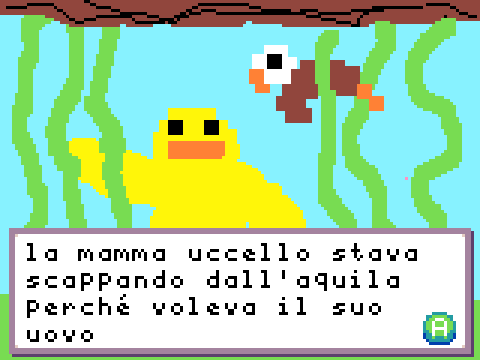 la mamma uccello stava
scappando dall'aquila
perché voleva il suo
uovo
A